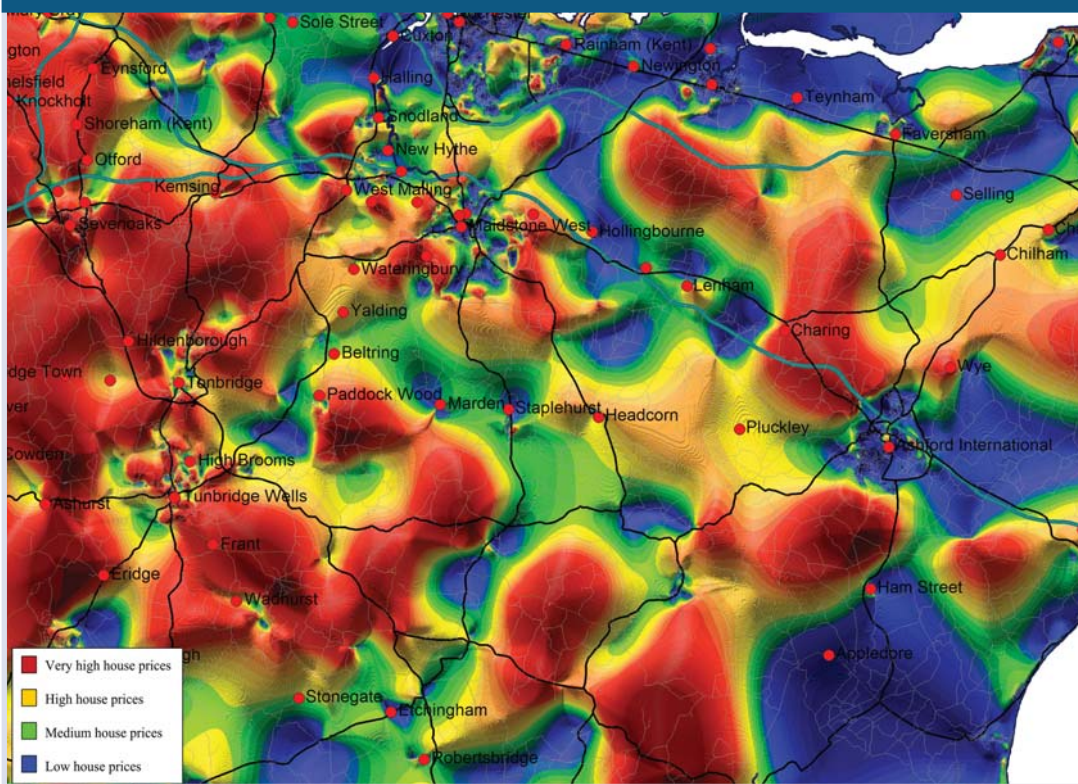 Sole Street
Cuxton
Rainham (Kent)
Eynsford
Newington
Halling
Knockholt
Teynham
Snodland
Shoreham (Kent)
Faversham
New Hythe
Otford
Kemsing
West Malling
Selling
Sevenoaks
Maidstone West
Hollingbourne
Chilham
Wateringbury
Lenham
Yalding
Charing
Hildenborough
Beltring
Wye
Tonbridge
Paddock Wood
Marden
Staplehurst
Headcorn
Pluckley
Ashford International
High Brooms
Tunbridge Wells
Ashurst
Frant
Eridge
Ham Street
Wadhurst
Appledore
Stonegate
Etchingham
Robertsbridge
Very high house prices
High house prices
Medium house prices
Low house prices